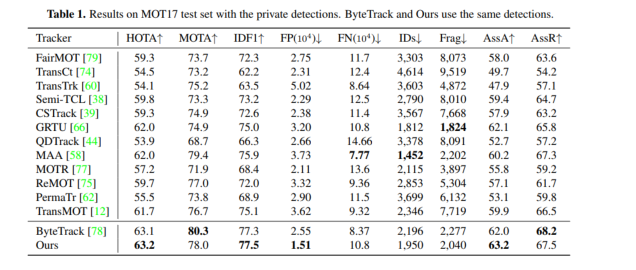 Table 1. Results on MOT17 test set with the private detections. ByteTrack and Ours use the same detections.
Tracker HOTA↑ MOTA↑ IDF1↑ FP(10⁴)↓ FN(10⁴)↓ IDs↓ Frag↓ AssA↑ AssR↑
FairMOT [79] 59.3 73.7 72.3 2.75 11.7 3,303 8,073 58.0 63.6
TransCt [74] 54.5 73.2 62.2 2.31 12.4 4,614 9,519 49.7 54.2
TransTrk [60] 54.1 75.2 63.5 5.02 8.64 3,603 4,872 47.9 57.1
Semi-TCL [38] 59.8 73.3 73.2 2.29 12.5 2,790 8,010 59.4 64.7
CSTrack [39] 59.3 74.9 72.6 2.38 11.4 3,567 7,668 57.9 63.2
GRTU [66] 62.0 74.9 75.0 3.20 10.8 1,812 1,824 62.1 65.8
QDTrack [44] 53.9 68.7 66.3 2.66 14.66 3,378 8,091 52.7 57.2
MAA [58] 62.0 79.4 75.9 3.73 7.77 1,452 2,202 60.2 67.3
MOTR [77] 57.2 71.9 68.4 2.11 13.6 2,115 3,897 55.8 59.2
ReMOT [75] 59.7 77.0 72.0 3.32 9.36 2,853 5,304 57.1 61.7
PermaTr [62] 55.5 73.8 68.9 2.90 11.5 3,699 6,132 53.1 59.8
TransMOT [12] 61.7 76.7 75.1 3.62 9.32 2,346 7,719 59.9 66.5
ByteTrack [78] 63.1 80.3 77.3 2.55 8.37 2,196 2,277 62.0 68.2
Ours 63.2 78.0 77.5 1.51 10.8 1,950 2,040 63.2 67.5